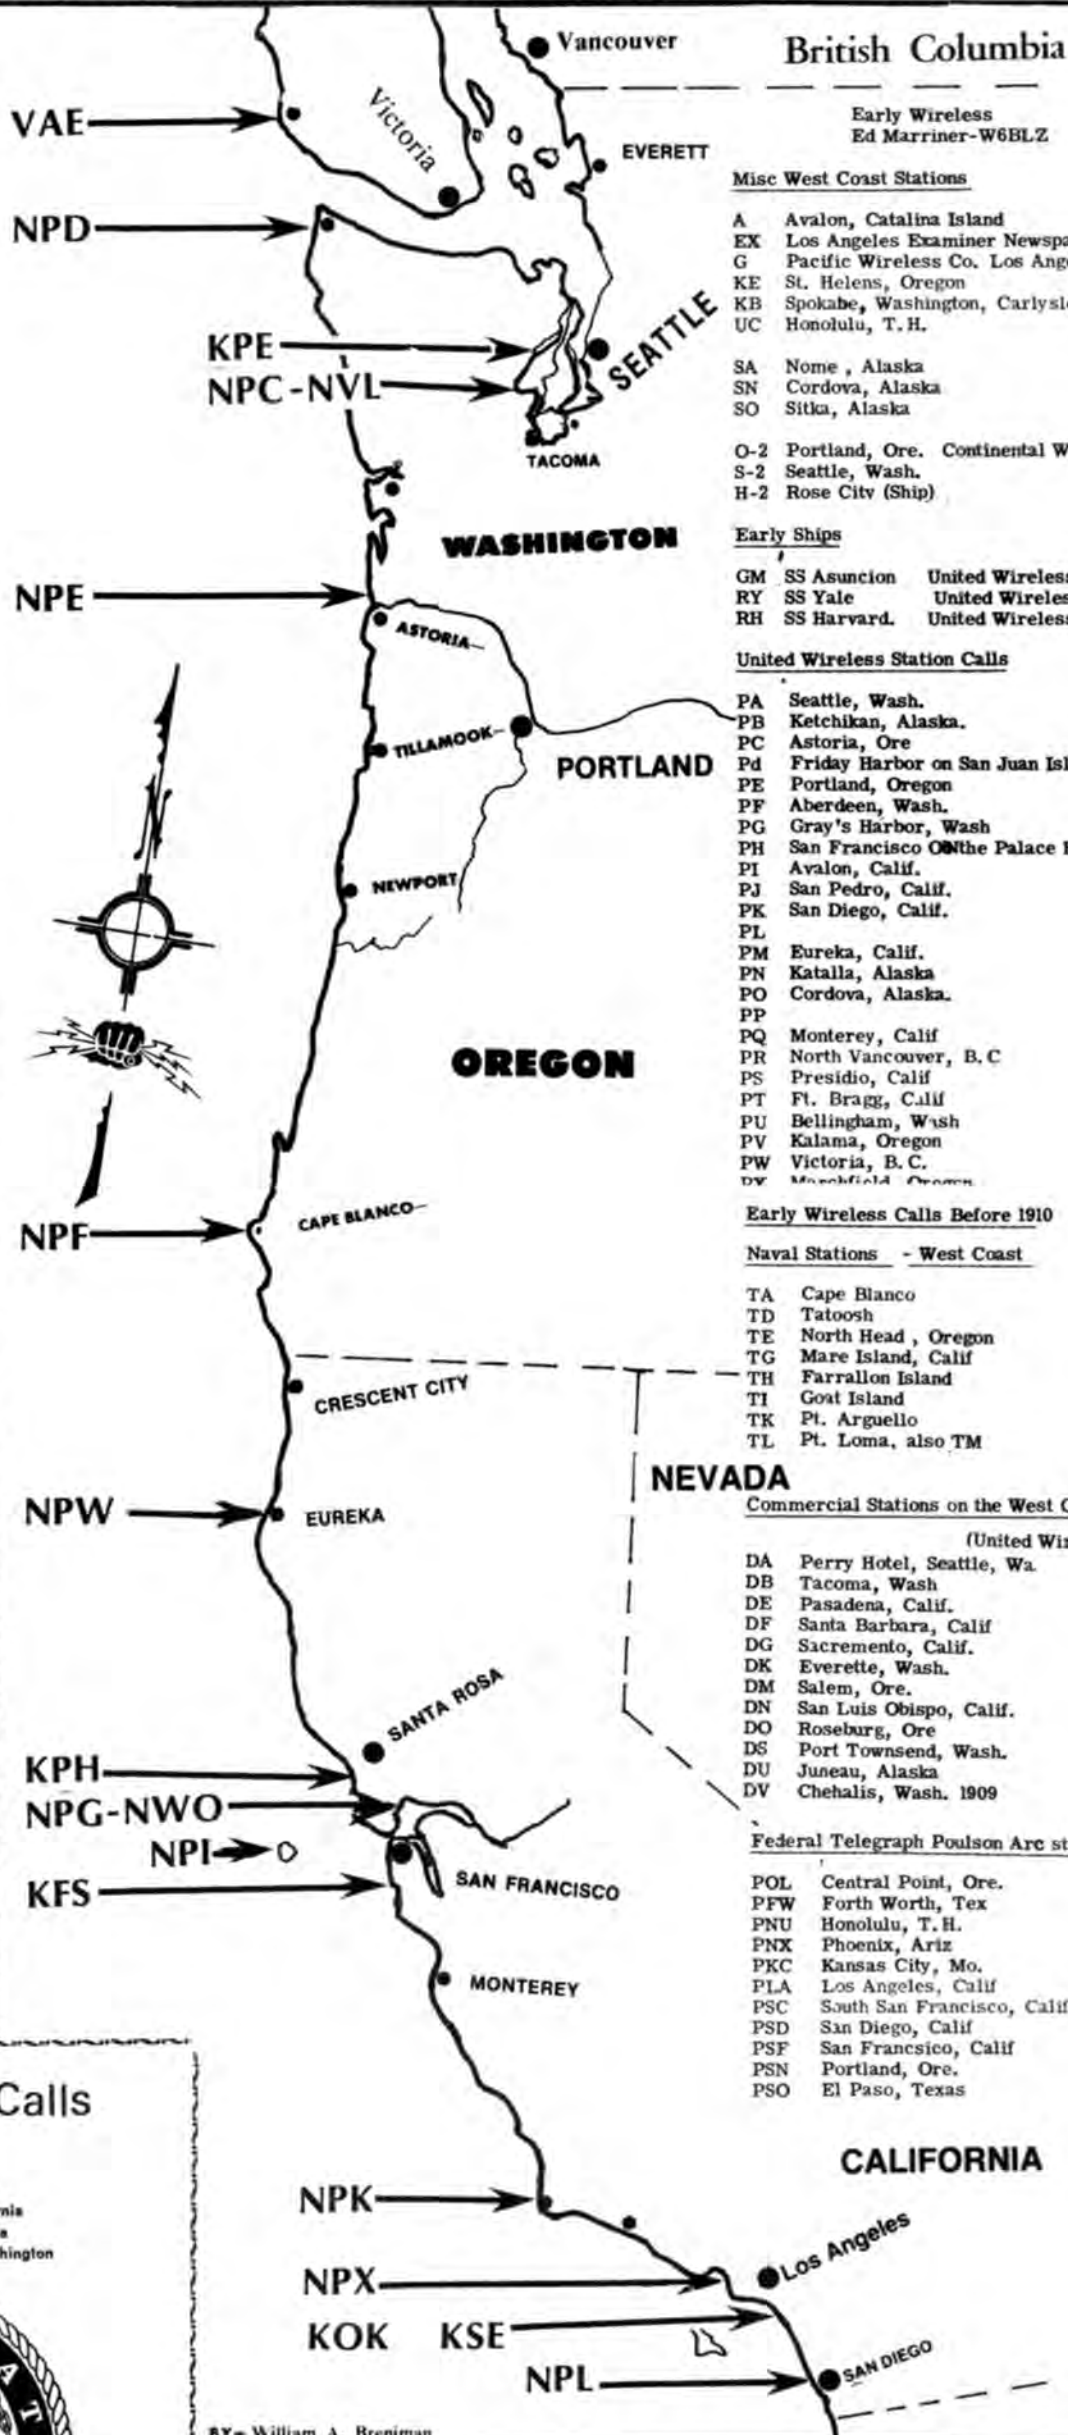 Vancouver
British Columbia
Early Wireless
Ed Marriner-W6BLZ
VAE
Victoria
EVERETT
NPD
KPE
SEATTLE
NPC-NVL
TACOMA
WASHINGTON
NPE
ASTORIA
TILLAMOOK
PORTLAND
NEWPORT
OREGON
CAPE BLANCO
NPF
CRESCENT CITY
NEVADA
NPW
EUREKA
SANTA ROSA
KPH
NPG-NWO
NPI
SAN FRANCISCO
KFS
MONTEREY
CALIFORNIA
NPK
Los Angeles
NPX
KOK KSE
NPL
SAN DIEGO
Misc West Coast Stations
A Avalon, Catalina Island
EX Los Angeles Examiner Newspa
G Pacific Wireless Co. Los Ang
KE St. Helens, Oregon
KB Spokabe, Washington, Carlysl
UC Honolulu, T.H.
SA Nome , Alaska
SN Cordova, Alaska
SO Sitka, Alaska
O-2 Portland, Ore. Continental W
S-2 Seattle, Wash.
H-2 Rose City (Ship)
Early Ships
GM SS Asuncion United Wireless
RY SS Yale United Wireles
RH SS Harvard. United Wireless
United Wireless Station Calls
PA Seattle, Wash.
PB Ketchikan, Alaska.
PC Astoria, Ore
Pd Friday Harbor on San Juan Isl
PE Portland, Oregon
PF Aberdeen, Wash.
PG Gray's Harbor, Wash
PH San Francisco ON the Palace
PI Avalon, Calif.
PJ San Pedro, Calif.
PK San Diego, Calif.
PL
PM Eureka, Calif.
PN Katalla, Alaska
PO Cordova, Alaska.
PP
PQ Monterey, Calif
PR North Vancouver, B.C
PS Presidio, Calif
PT Ft. Bragg, Calif
PU Bellingham, Wash
PV Kalama, Oregon
PW Victoria, B.C.
Marshfield Oregon
Early Wireless Calls Before 1910
Naval Stations - West Coast
TA Cape Blanco
TD Tatoosh
TE North Head , Oregon
TG Mare Island, Calif
TH Farrallon Island
TI Goat Island
TK Pt. Arguello
TL Pt. Loma, also TM
Commercial Stations on the West C
(United Wi
DA Perry Hotel, Seattle, Wa.
DB Tacoma, Wash
DE Pasadena, Calif.
DF Santa Barbara, Calif
DG Sacremento, Calif.
DK Everette, Wash.
DM Salem, Ore.
DN San Luis Obispo, Calif.
DO Roseburg, Ore
DS Port Townsend, Wash.
DU Juneau, Alaska
DV Chehalis, Wash. 1909
Federal Telegraph Poulson Arc st
POL Central Point, Ore.
PFW Forth Worth, Tex
PNU Honolulu, T.H.
PNX Phoenix, Ariz
PKC Kansas City, Mo.
PLA Los Angeles, Calif
PSC South San Francisco, Calif
PSD San Diego, Calif
PSF San Francsico, Calif
PSN Portland, Ore.
PSO El Paso, Texas
Calls
nia
a
hington
A T
BY- William A. Breniman